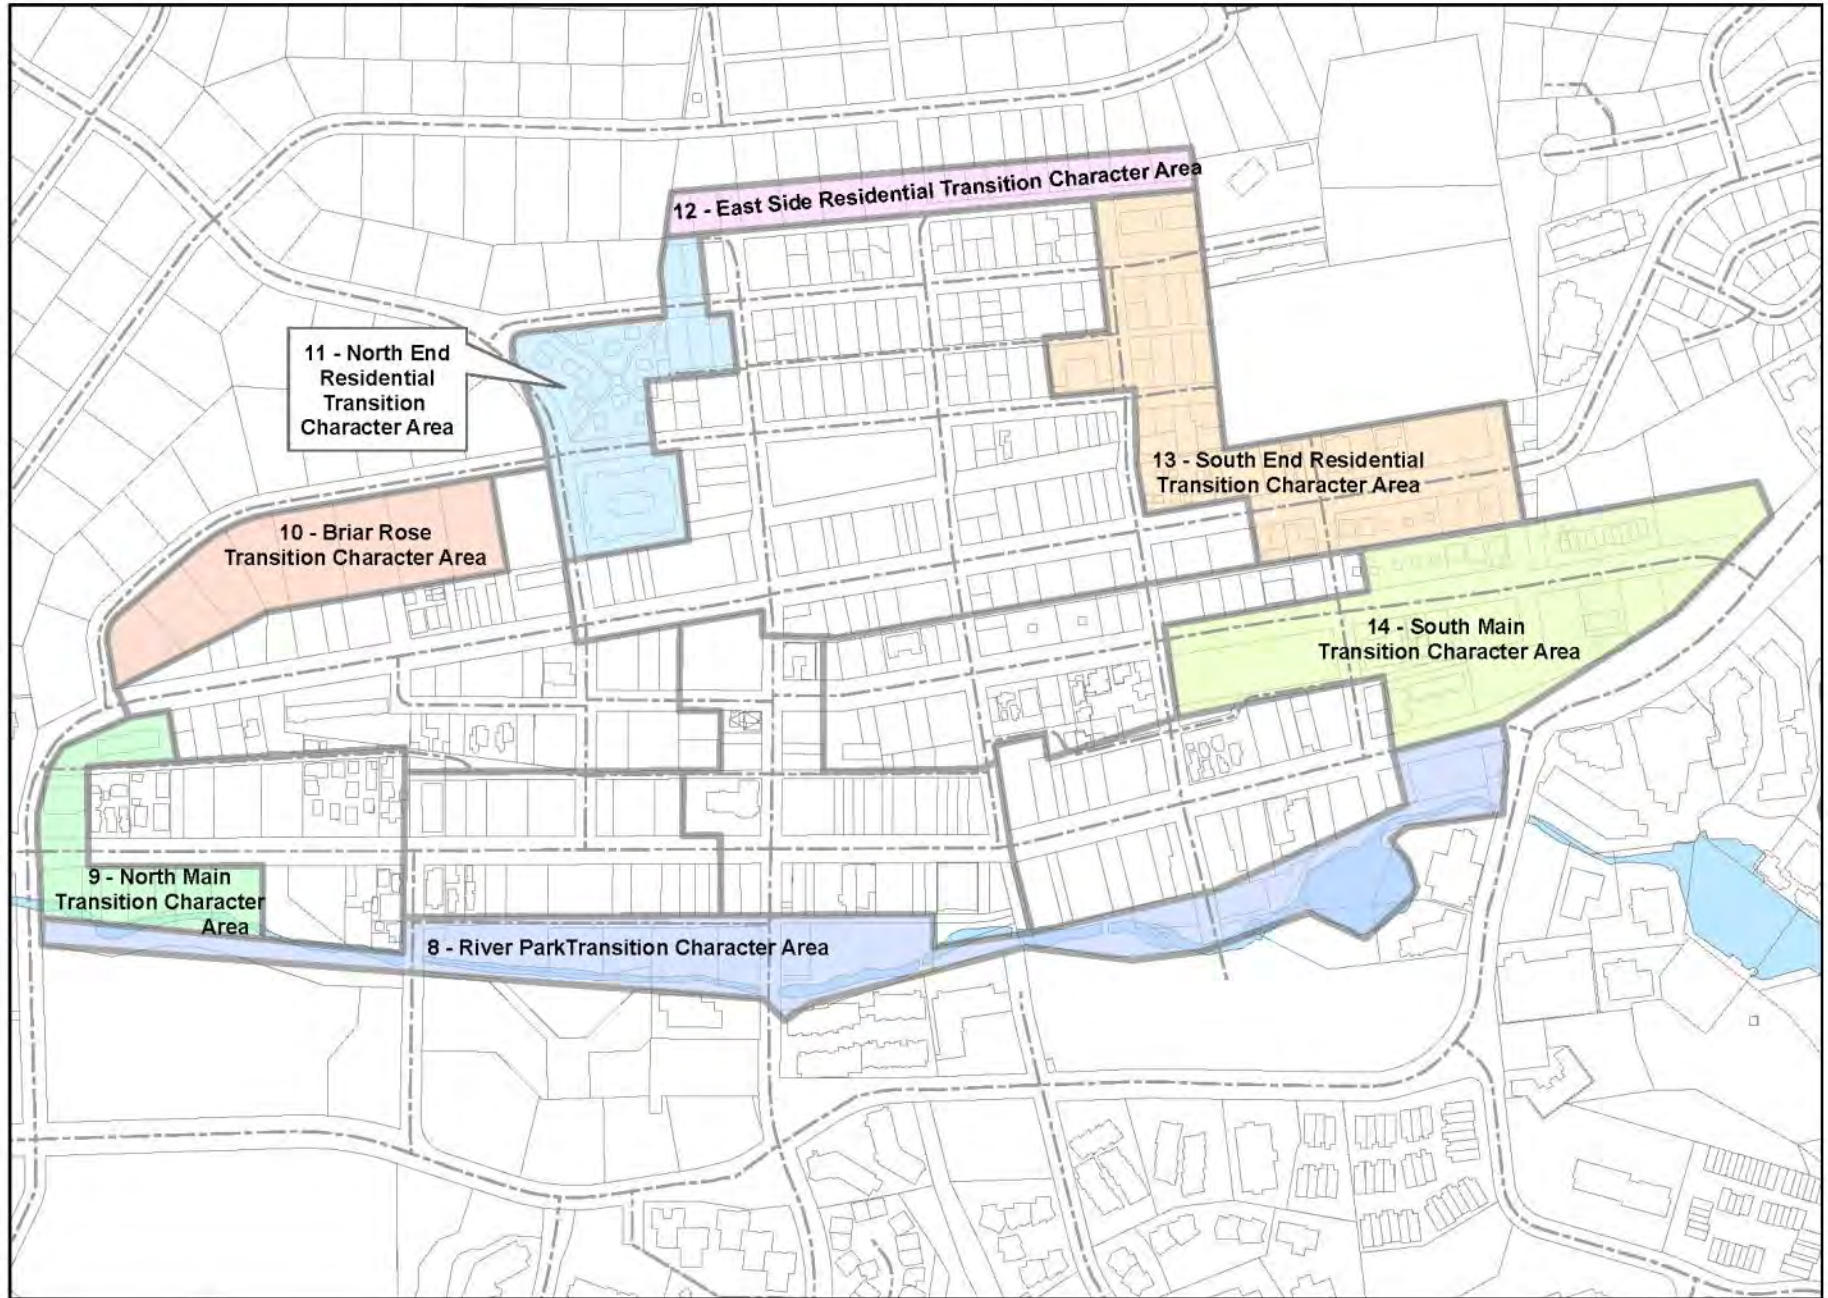 12 - East Side Residential Transition Character Area
11 - North End
Residential
Transition
Character Area
13 - South End Residential
Transition Character Area
10 - Briar Rose
Transition Character Area
14 - South Main
Transition Character Area
9 - North Main
Transition Character
Area
8 - River ParkTransition Character Area